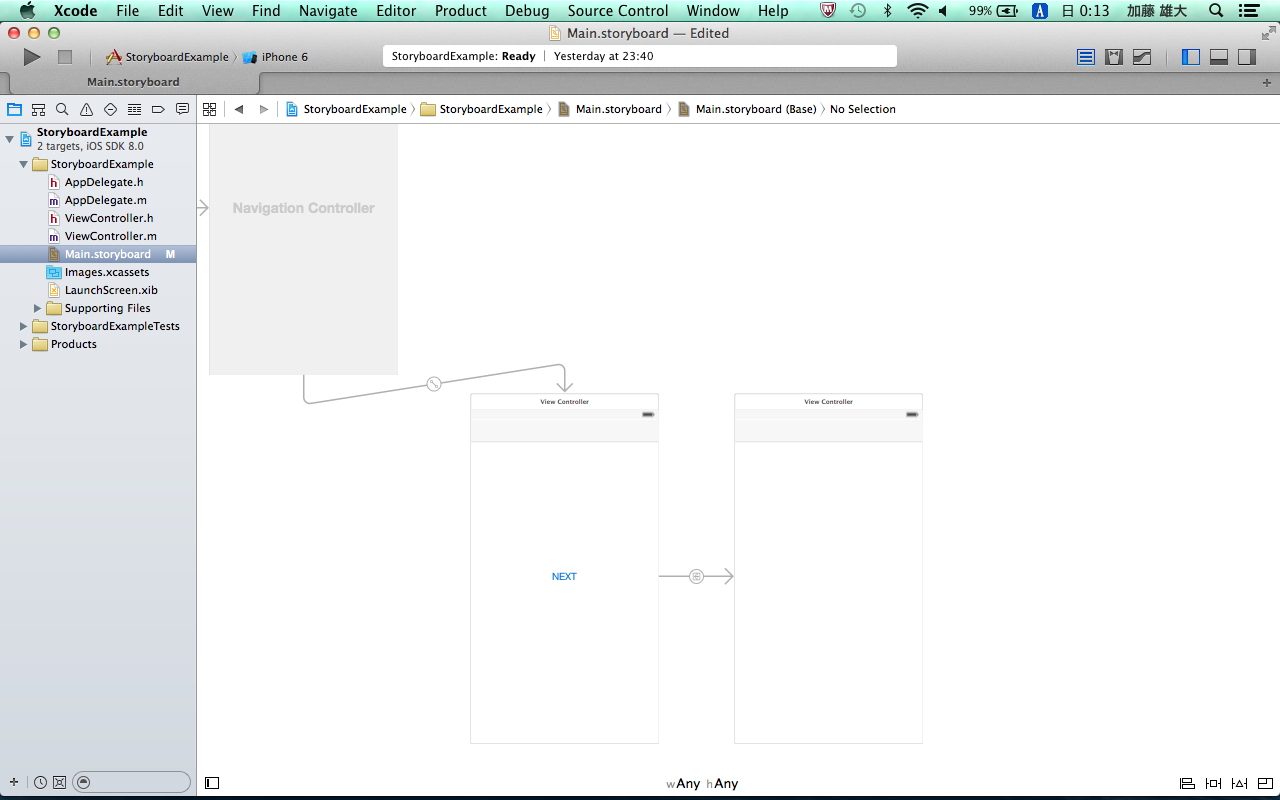 Xcode File Edit View Find Navigate Editor Product Debug Source Control Window Help 99% A 日 0:13 加藤 雄大
Main.storyboard — Edited
StoryboardExample iPhone 6 StoryboardExample: Ready Yesterday at 23:40
Main.storyboard
StoryboardExample StoryboardExample Main.storyboard Main.storyboard (Base) No Selection
StoryboardExample
2 targets, iOS SDK 8.0
StoryboardExample
h AppDelegate.h
m AppDelegate.m
h ViewController.h
m ViewController.m
Main.storyboard M
Images.xcassets
LaunchScreen.xib
Supporting Files
StoryboardExampleTests
Products
Navigation Controller
View Controller
View Controller
NEXT
wAny hAny